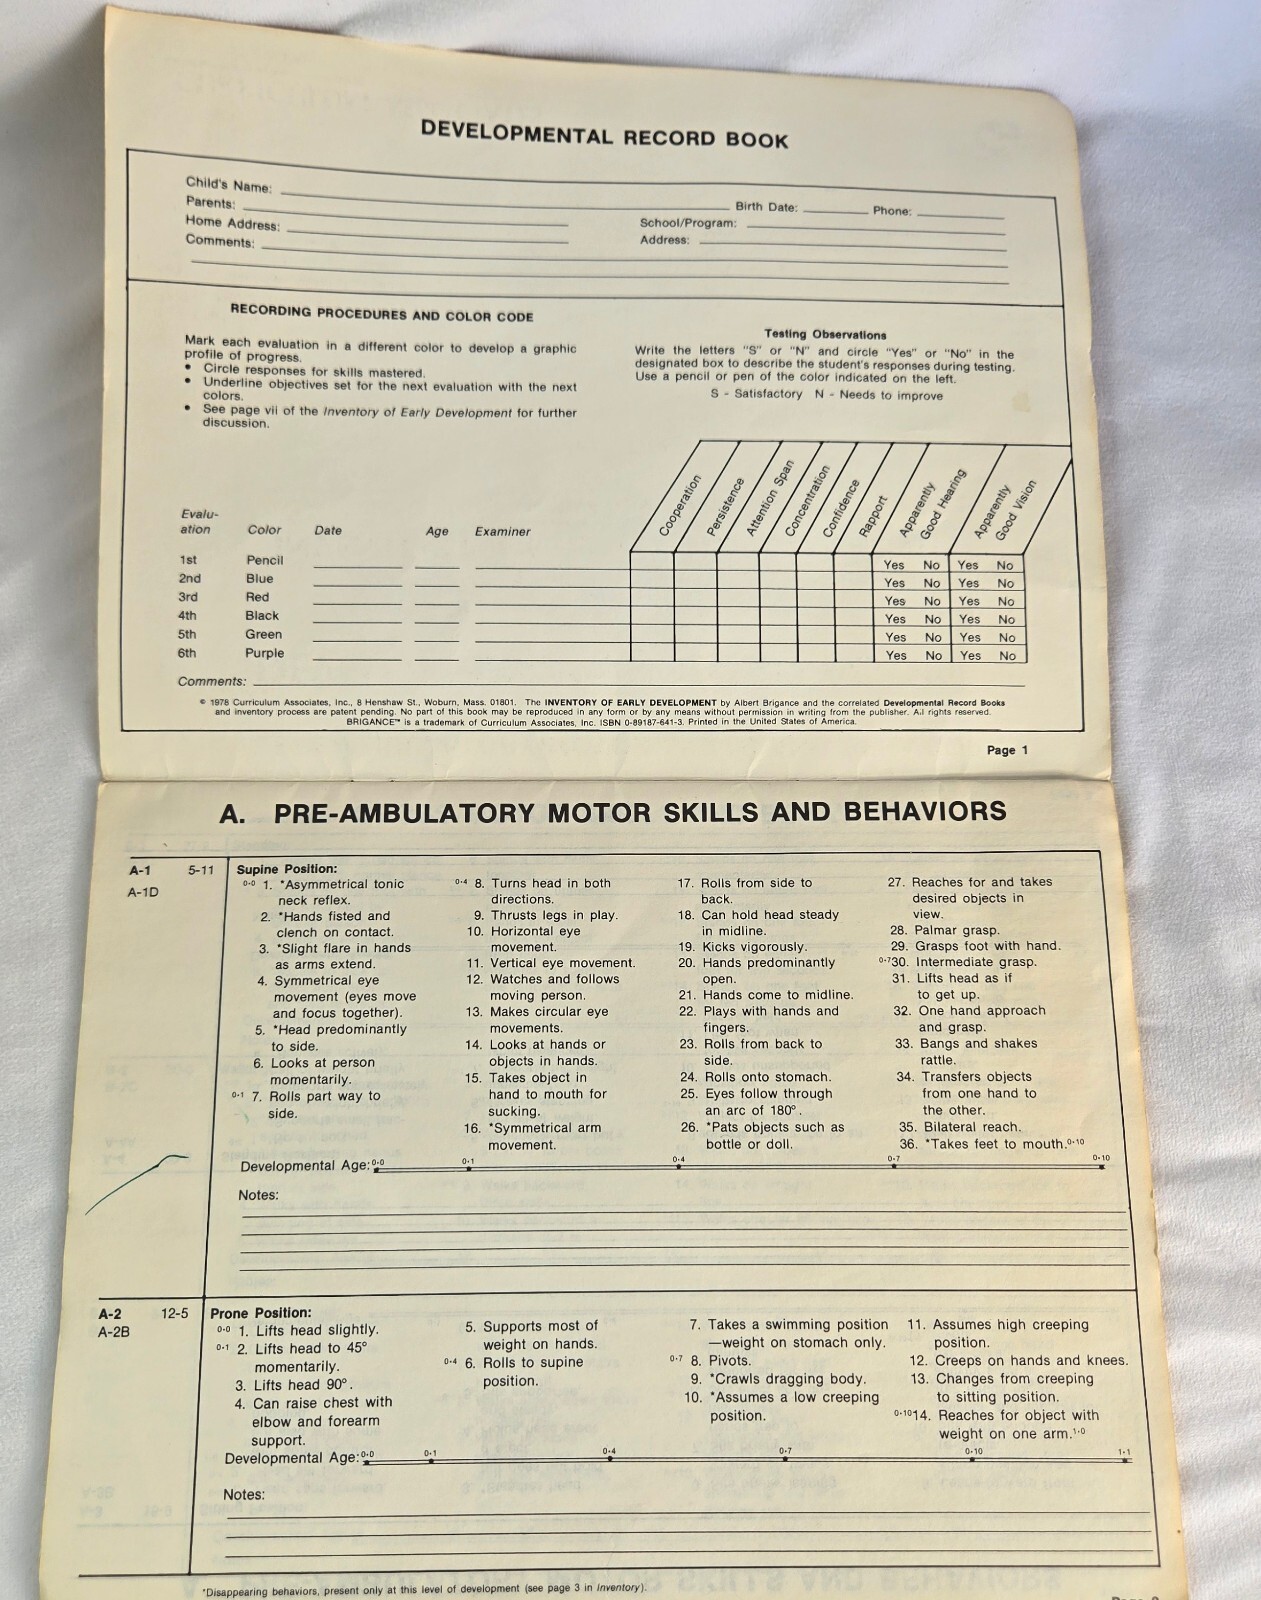 DEVELOPMENTAL RECORD BOOK
Child's Name:
Parents: Birth Date: Phone:
Home Address: School/Program:
Comments: Address:
RECORDING PROCEDURES AND COLOR CODE
Mark each evaluation in a different color to develop a graphic
profile of progress.
• Circle responses for skills mastered.
• Underline objectives set for the next evaluation with the next
colors.
• See page vii of the Inventory of Early Development for further
discussion.
Testing Observations
Write the letters "S" or "N" and circle "Yes" or "No" in the
designated box to describe the student's responses during testing.
Use a pencil or pen of the color indicated on the left.
S - Satisfactory N - Needs to improve
Evalu-
ation Color Date Age Examiner
Cooperation
Persistence
Attention Span
Concentration
Confidence
Rapport
Apparently
Good Hearing
Apparently
Good Vision
1st Pencil Yes No Yes No
2nd Blue Yes No Yes No
3rd Red Yes No Yes No
4th Black Yes No Yes No
5th Green Yes No Yes No
6th Purple Yes No Yes No
Comments:
© 1978 Curriculum Associates, Inc., 8 Henshaw St., Woburn, Mass. 01801. The INVENTORY OF EARLY DEVELOPMENT by Albert Brigance and the correlated Developmental Record Books
and inventory process are patent pending. No part of this book may be reproduced in any form or by any means without permission in writing from the publisher. All rights reserved.
BRIGANCE™ is a trademark of Curriculum Associates, Inc. ISBN 0-89187-641-3. Printed in the United States of America.
Page 1
A. PRE-AMBULATORY MOTOR SKILLS AND BEHAVIORS
A-1 5-11
A-1D
Supine Position:
0-0 1. *Asymmetrical tonic
neck reflex.
2. *Hands fisted and
clench on contact.
3. *Slight flare in hands
as arms extend.
4. Symmetrical eye
movement (eyes move
and focus together).
5. *Head predominantly
to side.
6. Looks at person
momentarily.
0-1 7. Rolls part way to
side.
0-4 8. Turns head in both
directions.
9. Thrusts legs in play.
10. Horizontal eye
movement.
11. Vertical eye movement.
12. Watches and follows
moving person.
13. Makes circular eye
movements.
14. Looks at hands or
objects in hands.
15. Takes object in
hand to mouth for
sucking.
16. *Symmetrical arm
movement.
17. Rolls from side to
back.
18. Can hold head steady
in midline.
19. Kicks vigorously.
20. Hands predominantly
open.
21. Hands come to midline.
22. Plays with hands and
fingers.
23. Rolls from back to
side.
24. Rolls onto stomach.
25. Eyes follow through
an arc of 180°.
26. *Pats objects such as
bottle or doll.
27. Reaches for and takes
desired objects in
view.
28. Palmar grasp.
29. Grasps foot with hand.
0-7 30. Intermediate grasp.
31. Lifts head as if
to get up.
32. One hand approach
and grasp.
33. Bangs and shakes
rattle.
34. Transfers objects
from one hand to
the other.
35. Bilateral reach.
36. *Takes feet to mouth. 0-10
Developmental Age: 0-0 0-1 0-4 0-7 0-10
Notes:
A-2 12-5
A-2B
Prone Position:
0-0 1. Lifts head slightly.
0-1 2. Lifts head to 45°
momentarily.
3. Lifts head 90°.
4. Can raise chest with
elbow and forearm
support.
5. Supports most of
weight on hands.
0-4 6. Rolls to supine
position.
7. Takes a swimming position
—weight on stomach only.
0-7 8. Pivots.
9. *Crawls dragging body.
10. *Assumes a low creeping
position.
11. Assumes high creeping
position.
12. Creeps on hands and knees.
13. Changes from creeping
to sitting position.
0-10 14. Reaches for object with
weight on one arm. 1-0
Developmental Age: 0-0 0-1 0-4 0-7 0-10 1-1
Notes:
*Disappearing behaviors, present only at this level of development (see page 3 in Inventory).